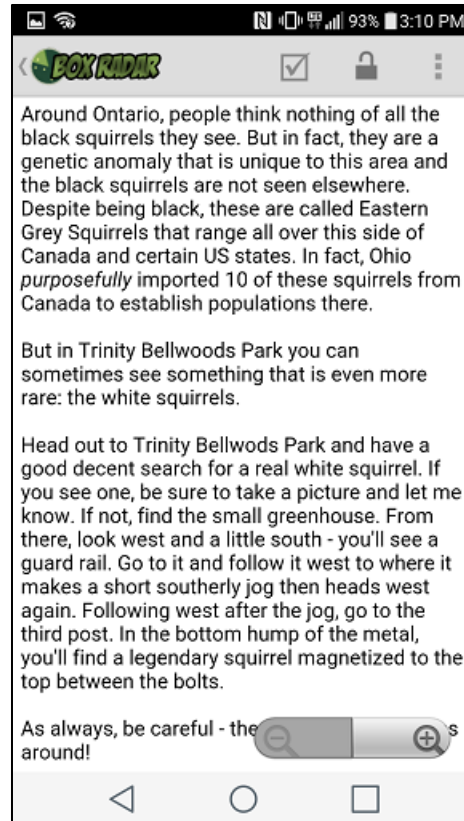 93% 3:10 PM
BOX RADAR
Around Ontario, people think nothing of all the
black squirrels they see. But in fact, they are a
genetic anomaly that is unique to this area and
the black squirrels are not seen elsewhere.
Despite being black, these are called Eastern
Grey Squirrels that range all over this side of
Canada and certain US states. In fact, Ohio
purposefully imported 10 of these squirrels from
Canada to establish populations there.
But in Trinity Bellwoods Park you can
sometimes see something that is even more
rare: the white squirrels.
Head out to Trinity Bellwods Park and have a
good decent search for a real white squirrel. If
you see one, be sure to take a picture and let me
know. If not, find the small greenhouse. From
there, look west and a little south - you'll see a
guard rail. Go to it and follow it west to where it
makes a short southerly jog then heads west
again. Following west after the jog, go to the
third post. In the bottom hump of the metal,
you'll find a legendary squirrel magnetized to the
top between the bolts.
As always, be careful - the s
around!